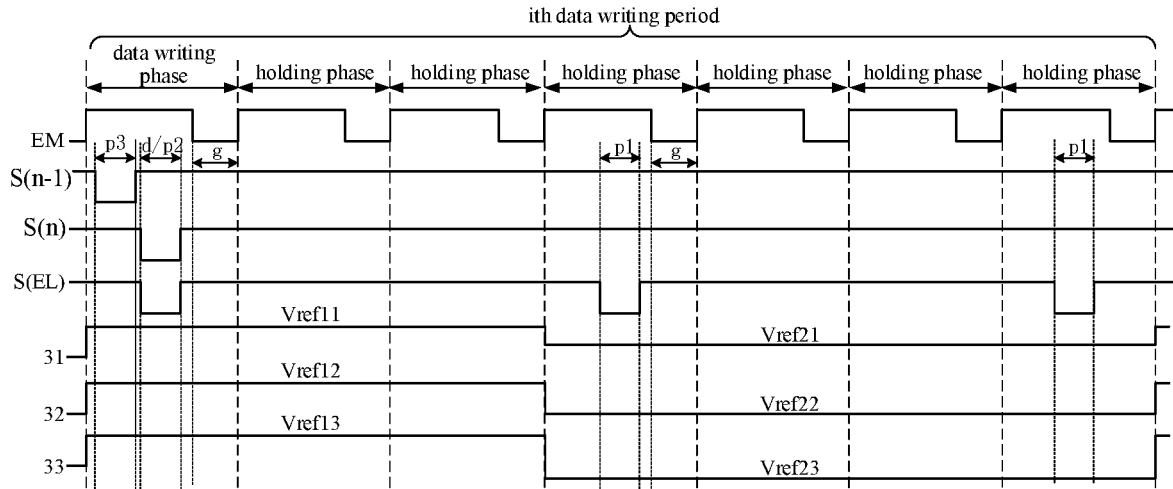 ith data writing period
data writing
phase
holding phase
holding phase
holding phase
holding phase
holding phase
holding phase
EM
p3
d/p2
g
p1
g
p1
S(n-1)
S(n)
S(EL)
Vref11
Vref21
31
Vref12
32
Vref22
Vref13
33
Vref23